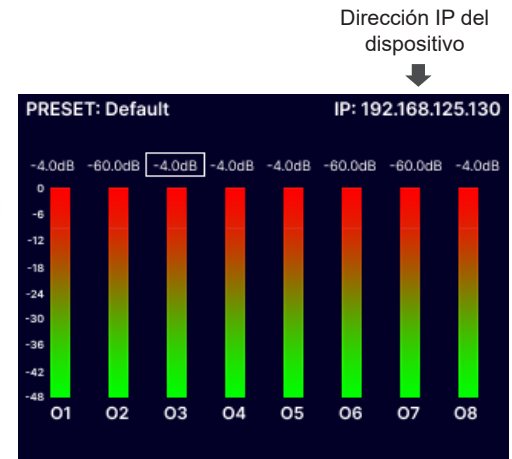 Dirección IP del
dispositivo
PRESET: Default IP: 192.168.125.130
-4.0dB -60.0dB -4.0dB -4.0dB -4.0dB -60.0dB -60.0dB -4.0dB
0
-6
-12
-18
-24
-30
-36
-42
-48
O1 O2 O3 O4 O5 O6 O7 O8